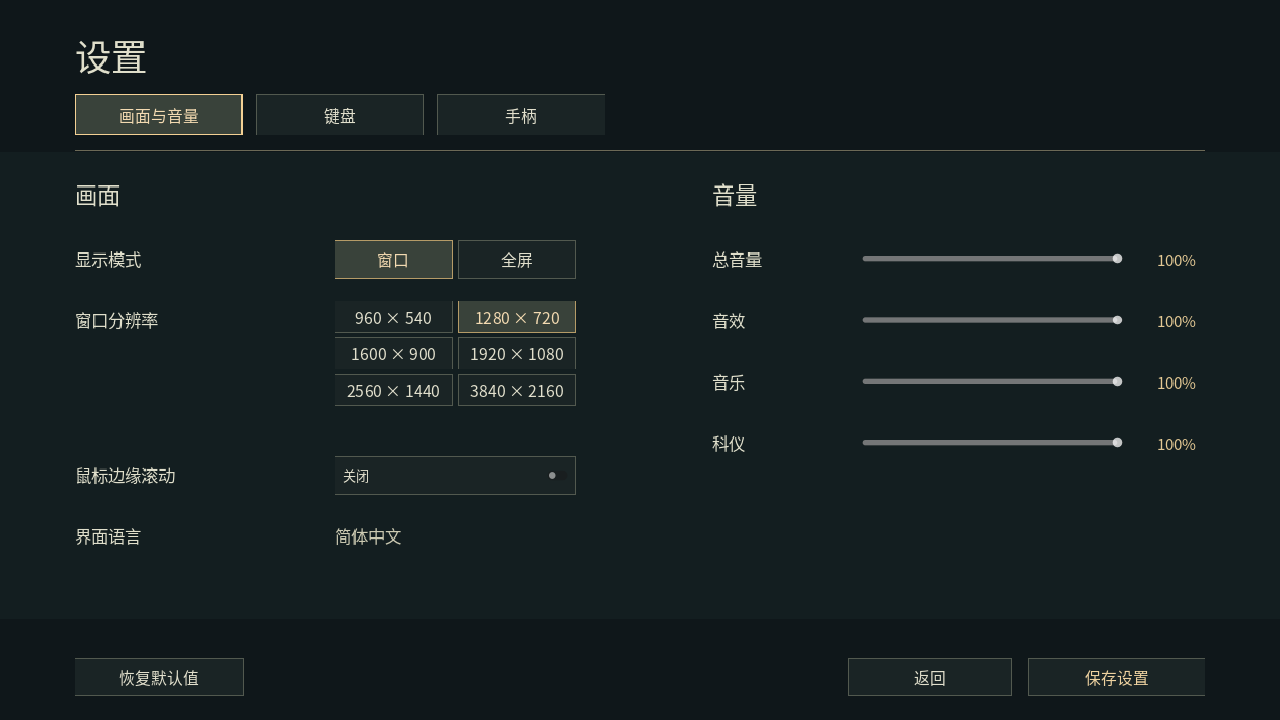 设置
画面与音量 键盘 手柄
画面
显示模式 窗口 全屏
窗口分辨率 960 × 540 1280 × 720
1600 × 900 1920 × 1080
2560 × 1440 3840 × 2160
鼠标边缘滚动 关闭
界面语言 简体中文
音量
总音量 100%
音效 100%
音乐 100%
科仪 100%
恢复默认值 返回 保存设置